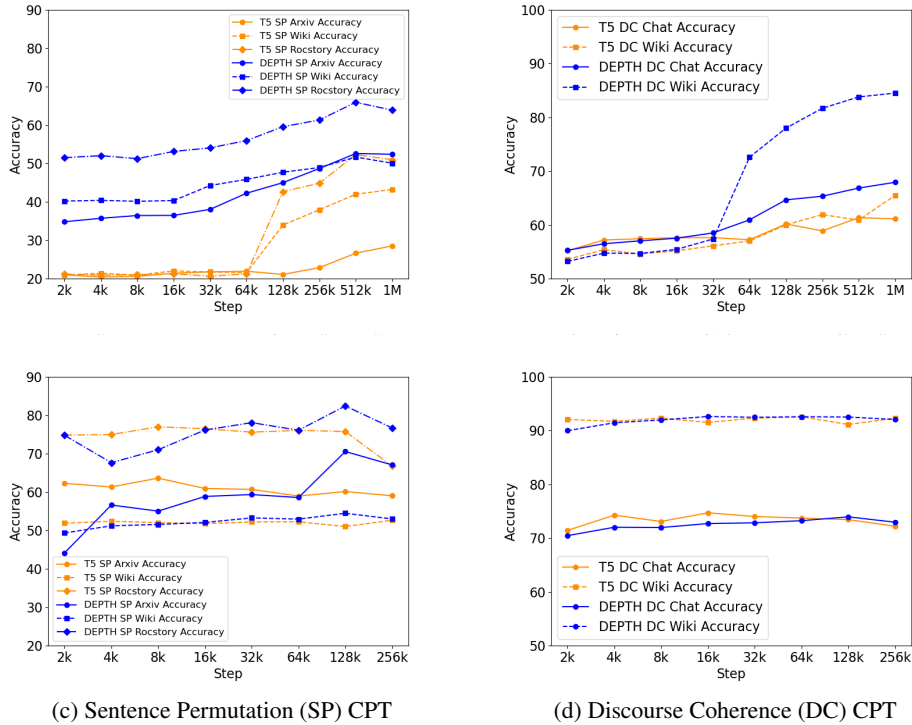 90
80
70
60
50
40
30
20
Accuracy
T5 SP Arxiv Accuracy
T5 SP Wiki Accuracy
T5 SP Rocstory Accuracy
DEPTH SP Arxiv Accuracy
DEPTH SP Wiki Accuracy
DEPTH SP Rocstory Accuracy
2k 4k 8k 16k 32k 64k 128k 256k 512k 1M
Step
100
90
80
70
60
50
Accuracy
T5 DC Chat Accuracy
T5 DC Wiki Accuracy
DEPTH DC Chat Accuracy
DEPTH DC Wiki Accuracy
2k 4k 8k 16k 32k 64k 128k 256k 512k 1M
Step
90
80
70
60
50
40
30
20
Accuracy
T5 SP Arxiv Accuracy
T5 SP Wiki Accuracy
T5 SP Rocstory Accuracy
DEPTH SP Arxiv Accuracy
DEPTH SP Wiki Accuracy
DEPTH SP Rocstory Accuracy
2k 4k 8k 16k 32k 64k 128k 256k
Step
(c) Sentence Permutation (SP) CPT
100
90
80
70
60
50
Accuracy
T5 DC Chat Accuracy
T5 DC Wiki Accuracy
DEPTH DC Chat Accuracy
DEPTH DC Wiki Accuracy
2k 4k 8k 16k 32k 64k 128k 256k
Step
(d) Discourse Coherence (DC) CPT